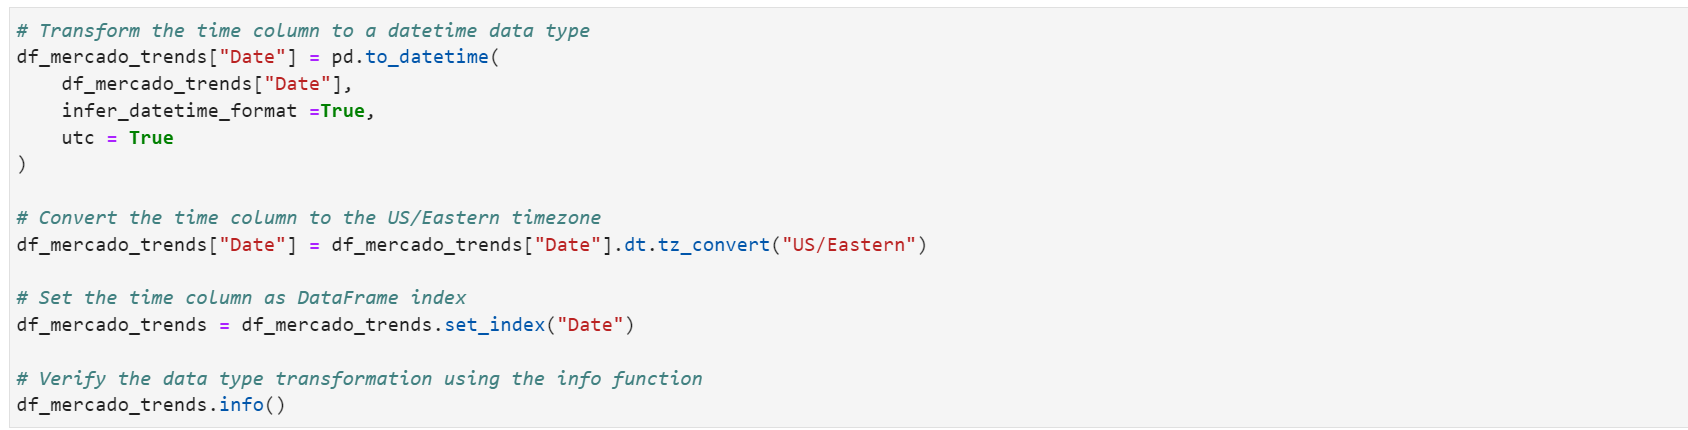 # Transform the time column to a datetime data type
df_mercado_trends["Date"] = pd.to_datetime(
    df_mercado_trends["Date"],
    infer_datetime_format =True,
    utc = True
)

# Convert the time column to the US/Eastern timezone
df_mercado_trends["Date"] = df_mercado_trends["Date"].dt.tz_convert("US/Eastern")

# Set the time column as DataFrame index
df_mercado_trends = df_mercado_trends.set_index("Date")

# Verify the data type transformation using the info function
df_mercado_trends.info()